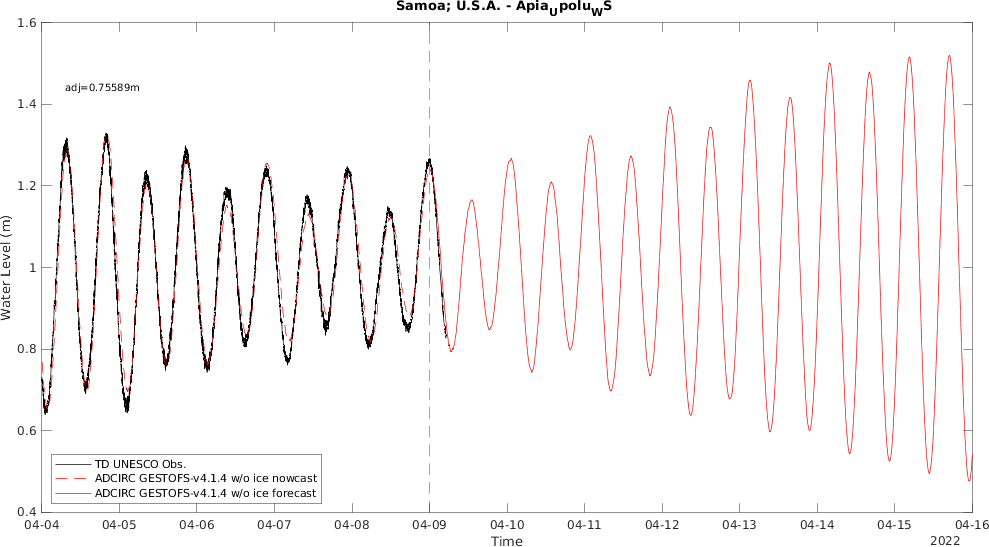 Samoa; U.S.A. - Apia_Upolu_WS
1.6
adj=0.75589m
1.4
1.2
Water Level (m)
1
0.8
0.6
TD UNESCO Obs.
ADCIRC GESTOFS-v4.1.4 w/o ice nowcast
ADCIRC GESTOFS-v4.1.4 w/o ice forecast
0.4
04-04 04-05 04-06 04-07 04-08 04-09 04-10 04-11 04-12 04-13 04-14 04-15 04-16
Time
2022